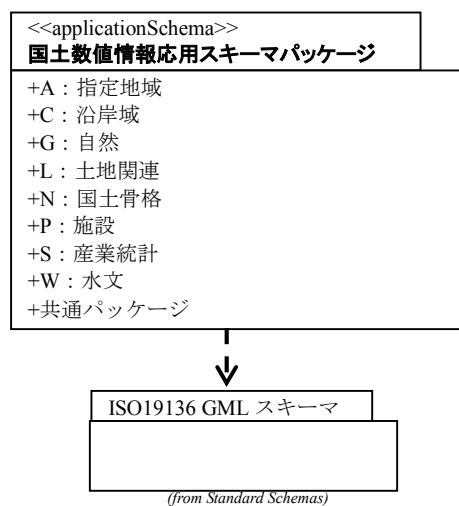 <<applicationSchema>>
国土数値情報応用スキーマパッケージ
+A：指定地域
+C：沿岸域
+G：自然
+L：土地関連
+N：国土骨格
+P：施設
+S：産業統計
+W：水文
+共通パッケージ
ISO19136 GML スキーマ
(from Standard Schemas)